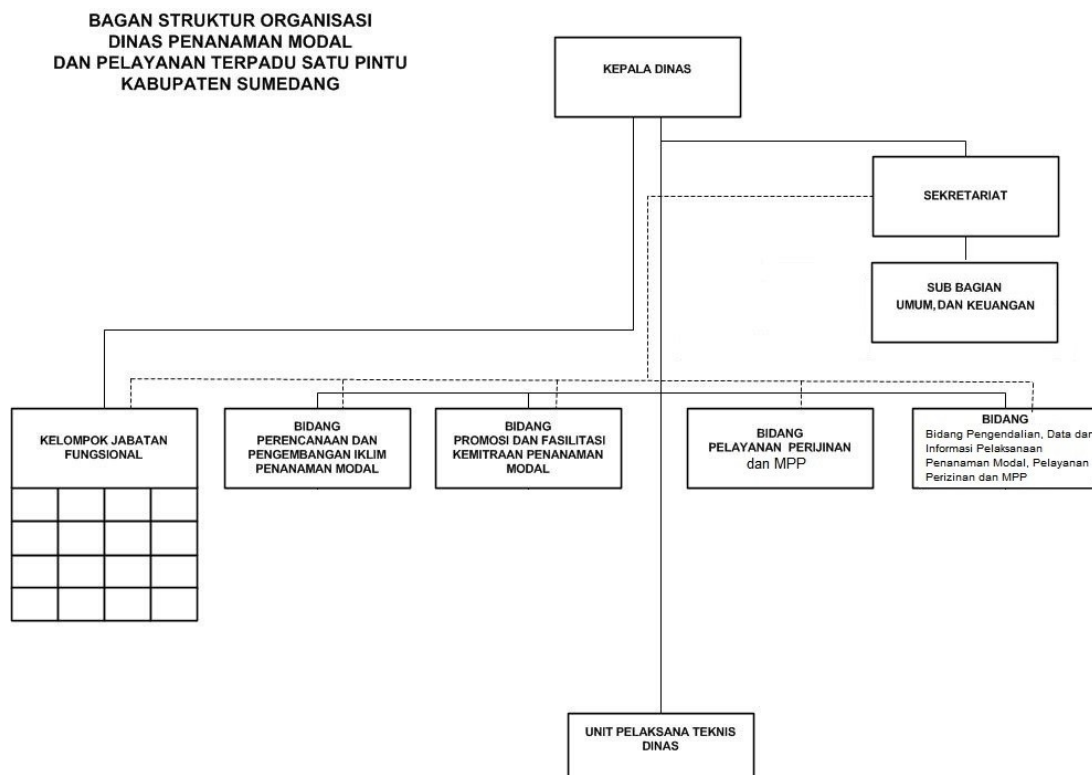 BAGAN STRUKTUR ORGANISASI
DINAS PENANAMAN MODAL
DAN PELAYANAN TERPADU SATU PINTU
KABUPATEN SUMEDANG
KEPALA DINAS
SEKRETARIAT
SUB BAGIAN
UMUM, DAN KEUANGAN
KELOMPOK JABATAN
FUNGSIONAL
BIDANG
PERENCANAAN DAN
PENGEMBANGAN IKLIM
PENANAMAN MODAL
BIDANG
PROMOSI DAN FASILITASI
KEMITRAAN PENANAMAN
MODAL
BIDANG
PELAYANAN PERIJINAN
dan MPP
BIDANG
Bidang Pengendalian, Data dan
Informasi Pelaksanaan
Penanaman Modal, Pelayanan
Perizinan dan MPP
UNIT PELAKSANA TEKNIS
DINAS